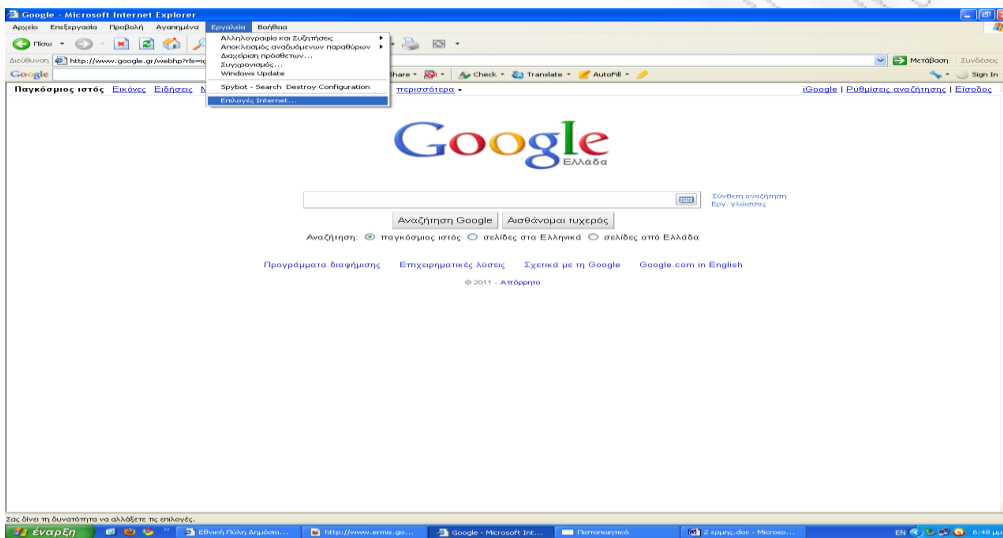 Google - Microsoft Internet Explorer
Αρχείο Επεξεργασία Προβολή Αγαπημένα Εργαλεία Βοήθεια
Πίσω
Αλληλογραφία και Συζητήσεις
Αποκλεισμός αναδυόμενων παραθύρων
Διαχείριση πρόσθετων...
Συγχρονισμός...
Windows Update
Spybot - Search Destroy Configuration
Επιλογές Internet...
Διεύθυνση http://www.google.gr/webhp?rls=ig Μετάβαση Συνδέσεις
Google Share Check Translate AutoFill Sign In
Παγκόσμιος ιστός Εικόνες Ειδήσεις περισσότερα iGoogle | Ρυθμίσεις αναζήτησης | Είσοδος
Google
Ελλάδα
Σύνθετη αναζήτηση
Εργ. γλώσσας
Αναζήτηση Google Αισθάνομαι τυχερός
Αναζήτηση: παγκόσμιος ιστός σελίδες στα Ελληνικά σελίδες από Ελλάδα
Προγράμματα διαφήμισης Επιχειρηματικές λύσεις Σχετικά με τη Google Google.com in English
© 2011 - Απόρρητο
Σας δίνει τη δυνατότητα να αλλάξετε τις επιλογές.
έναρξη Εθνική Πύλη Δημόσια... http://www.ermis.go... Google - Microsoft Int... Πιστοποιητικό 2 ερμης.doc - Microso... EN 6:48 μμ